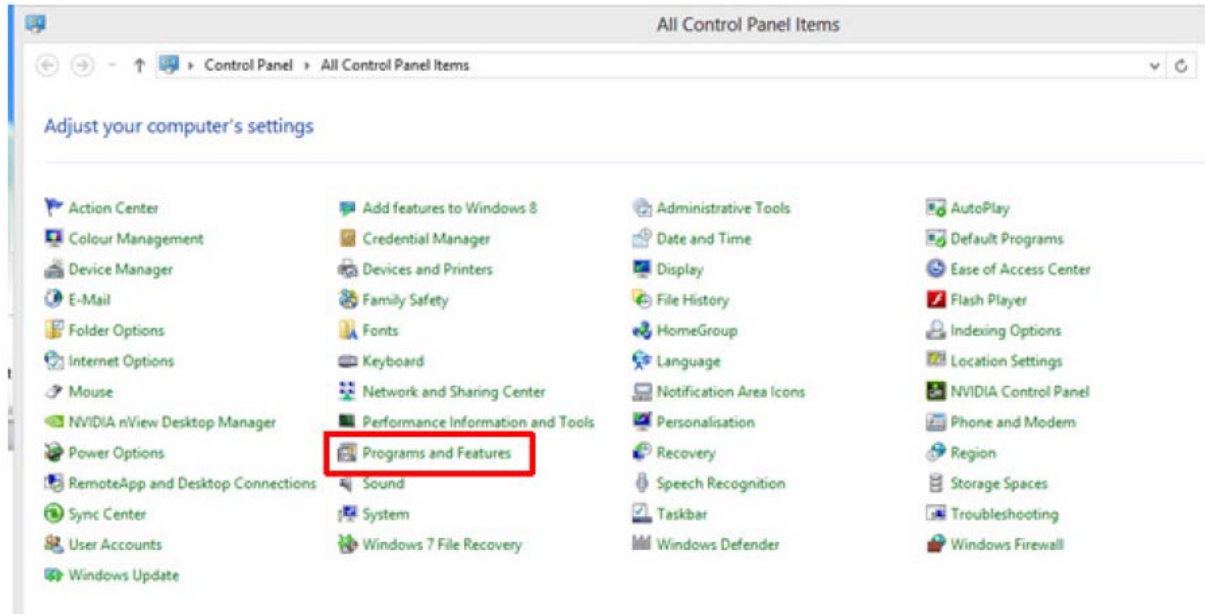 All Control Panel Items
Control Panel All Control Panel Items
Adjust your computer's settings
Action Center Add features to Windows 8 Administrative Tools AutoPlay
Colour Management Credential Manager Date and Time Default Programs
Device Manager Devices and Printers Display Ease of Access Center
E-Mail Family Safety File History Flash Player
Folder Options Fonts HomeGroup Indexing Options
Internet Options Keyboard Language Location Settings
Mouse Network and Sharing Center Notification Area Icons NVIDIA Control Panel
NVIDIA nView Desktop Manager Performance Information and Tools Personalisation Phone and Modem
Power Options Programs and Features Recovery Region
RemoteApp and Desktop Connections Sound Speech Recognition Storage Spaces
Sync Center System Taskbar Troubleshooting
User Accounts Windows 7 File Recovery Windows Defender Windows Firewall
Windows Update